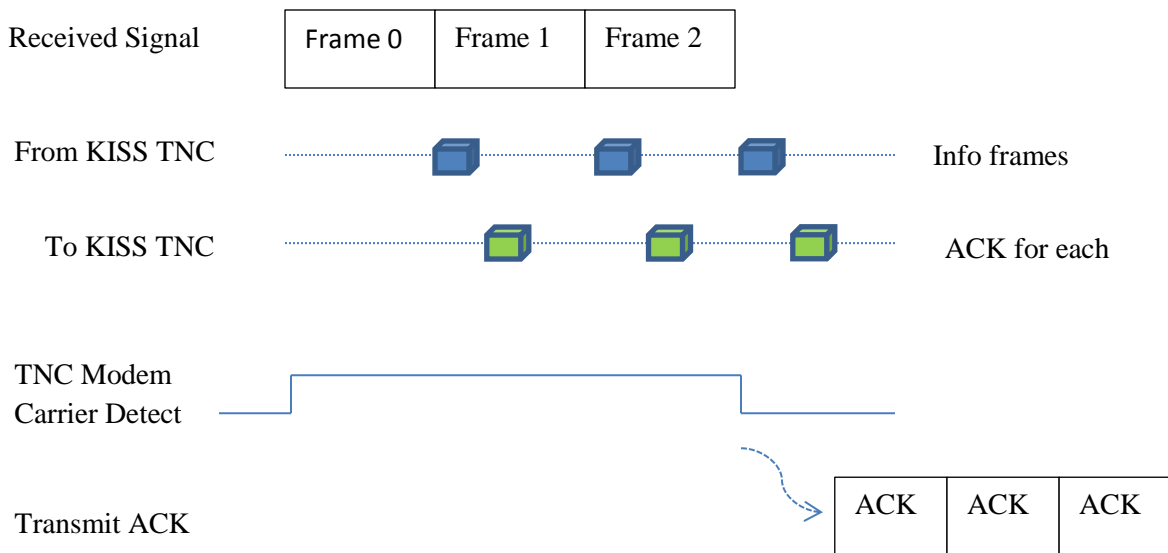 Received Signal
Frame 0
Frame 1
Frame 2
From KISS TNC
Info frames
To KISS TNC
ACK for each
TNC Modem
Carrier Detect
Transmit ACK
ACK
ACK
ACK